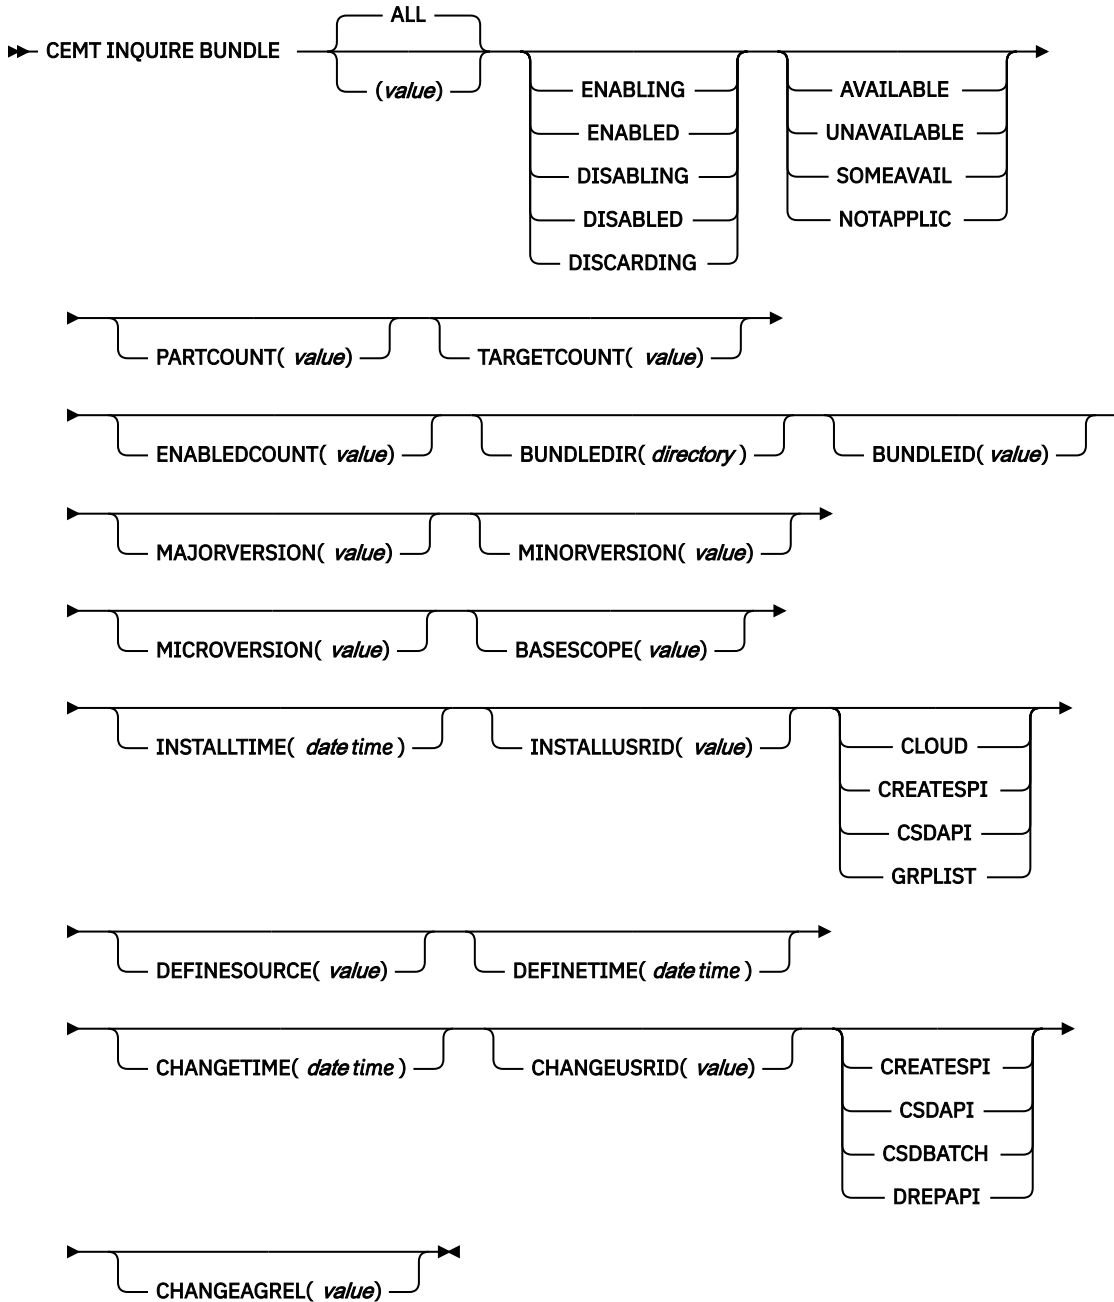 ALL
CEMT INQUIRE BUNDLE
(value)
ENABLING
ENABLED
DISABLING
DISABLED
DISCARDING
AVAILABLE
UNAVAILABLE
SOMEAVAIL
NOTAPPLIC
PARTCOUNT( value) TARGETCOUNT( value)
ENABLEDCOUNT( value) BUNDLEDIR( directory ) BUNDLEID( value)
MAJORVERSION( value) MINORVERSION( value)
MICROVERSION( value) BASESCOPE( value)
INSTALLTIME( date time ) INSTALLUSRID( value)
CLOUD
CREATESPI
CSDAPI
GRPLIST
DEFINESOURCE( value) DEFINETIME( date time )
CHANGETIME( date time ) CHANGEUSRID( value)
CREATESPI
CSDAPI
CSDBATCH
DREPAPI
CHANGEAGREL( value)